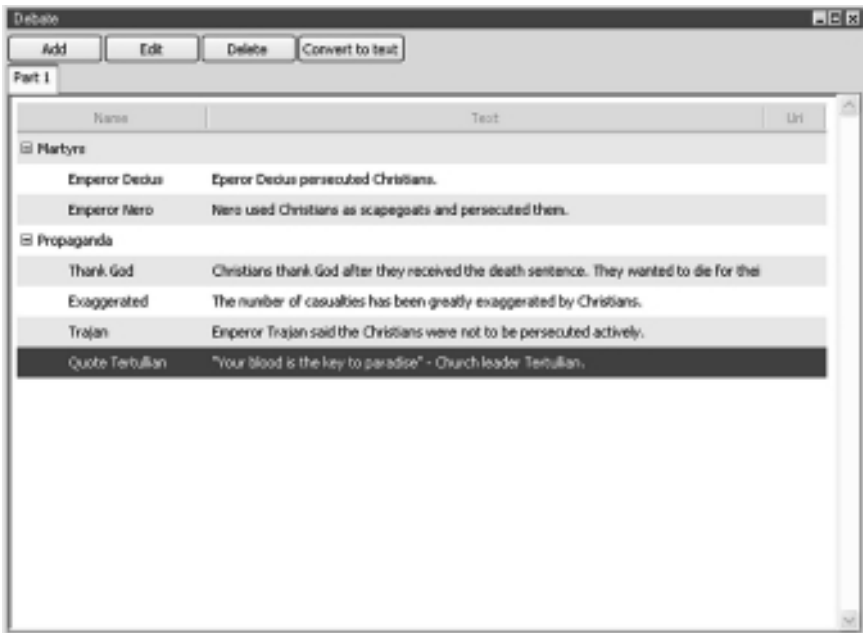 Debate
Add Edit Delete Convert to text
Part 1
Name Text Url
Martyrs
Emperor Decius Eperor Decius persecuted Christians.
Emperor Nero Nero used Christians as scapegoats and persecuted them.
Propaganda
Thank God Christians thank God after they received the death sentence. They wanted to die for thei
Exaggerated The number of casualties has been greatly exaggerated by Christians.
Trajan Emperor Trajan said the Christians were not to be persecuted actively.
Quote Tertullian "Your blood is the key to paradise" - Church leader Tertullian.